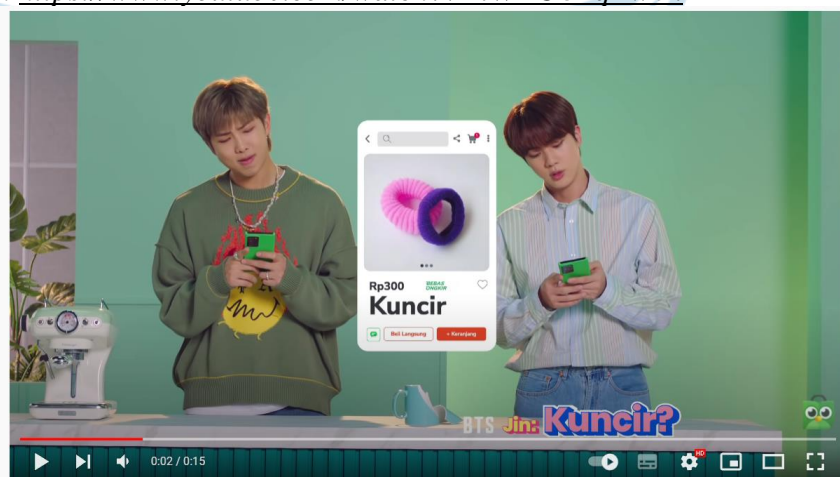 Rp300
BEBAS
ONGKIR
Kuncir
Beli Langsung
+ Keranjang
BTS Jin: Kuncir?
0:02 / 0:15
HD